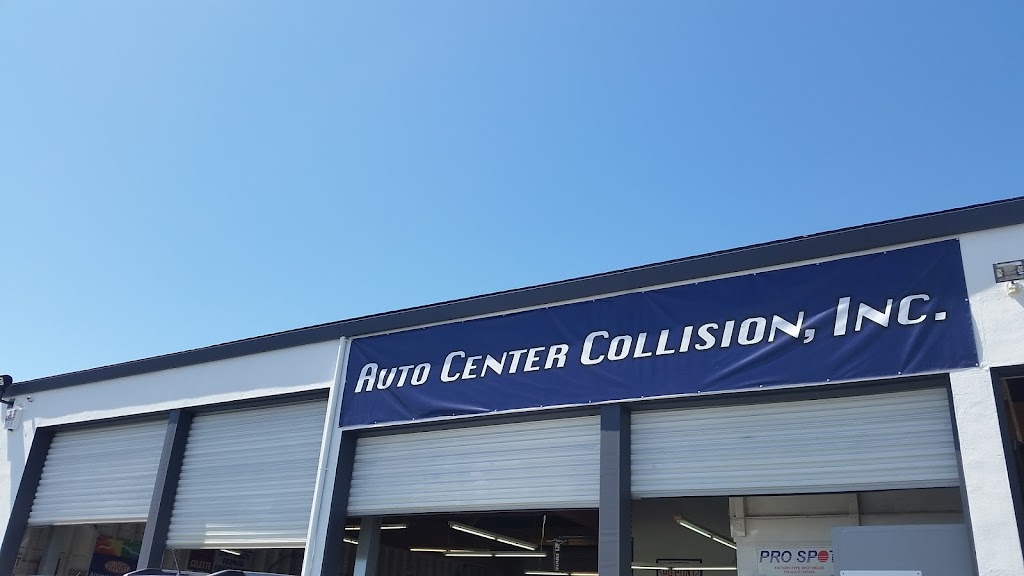 AUTO CENTER COLLISION, INC.
PRO SPOT